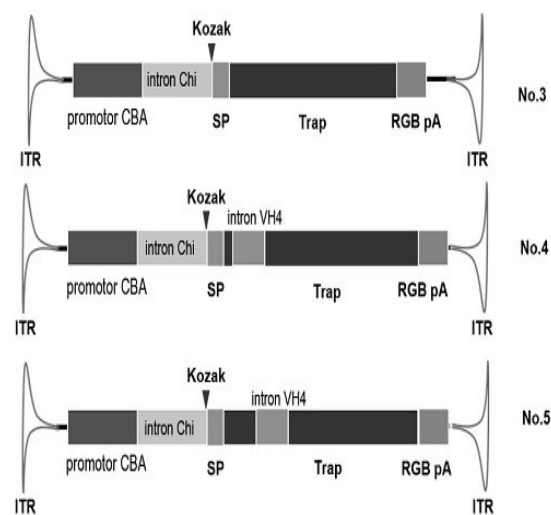 Kozak
intron Chi
No.3
promotor CBA
SP
Trap
RGB pA
ITR
ITR
Kozak
intron VH4
intron Chi
No.4
promotor CBA
SP
Trap
RGB pA
ITR
ITR
Kozak
intron VH4
No.5
intron Chi
promotor CBA
SP
Trap
RGB pA
ITR
ITR